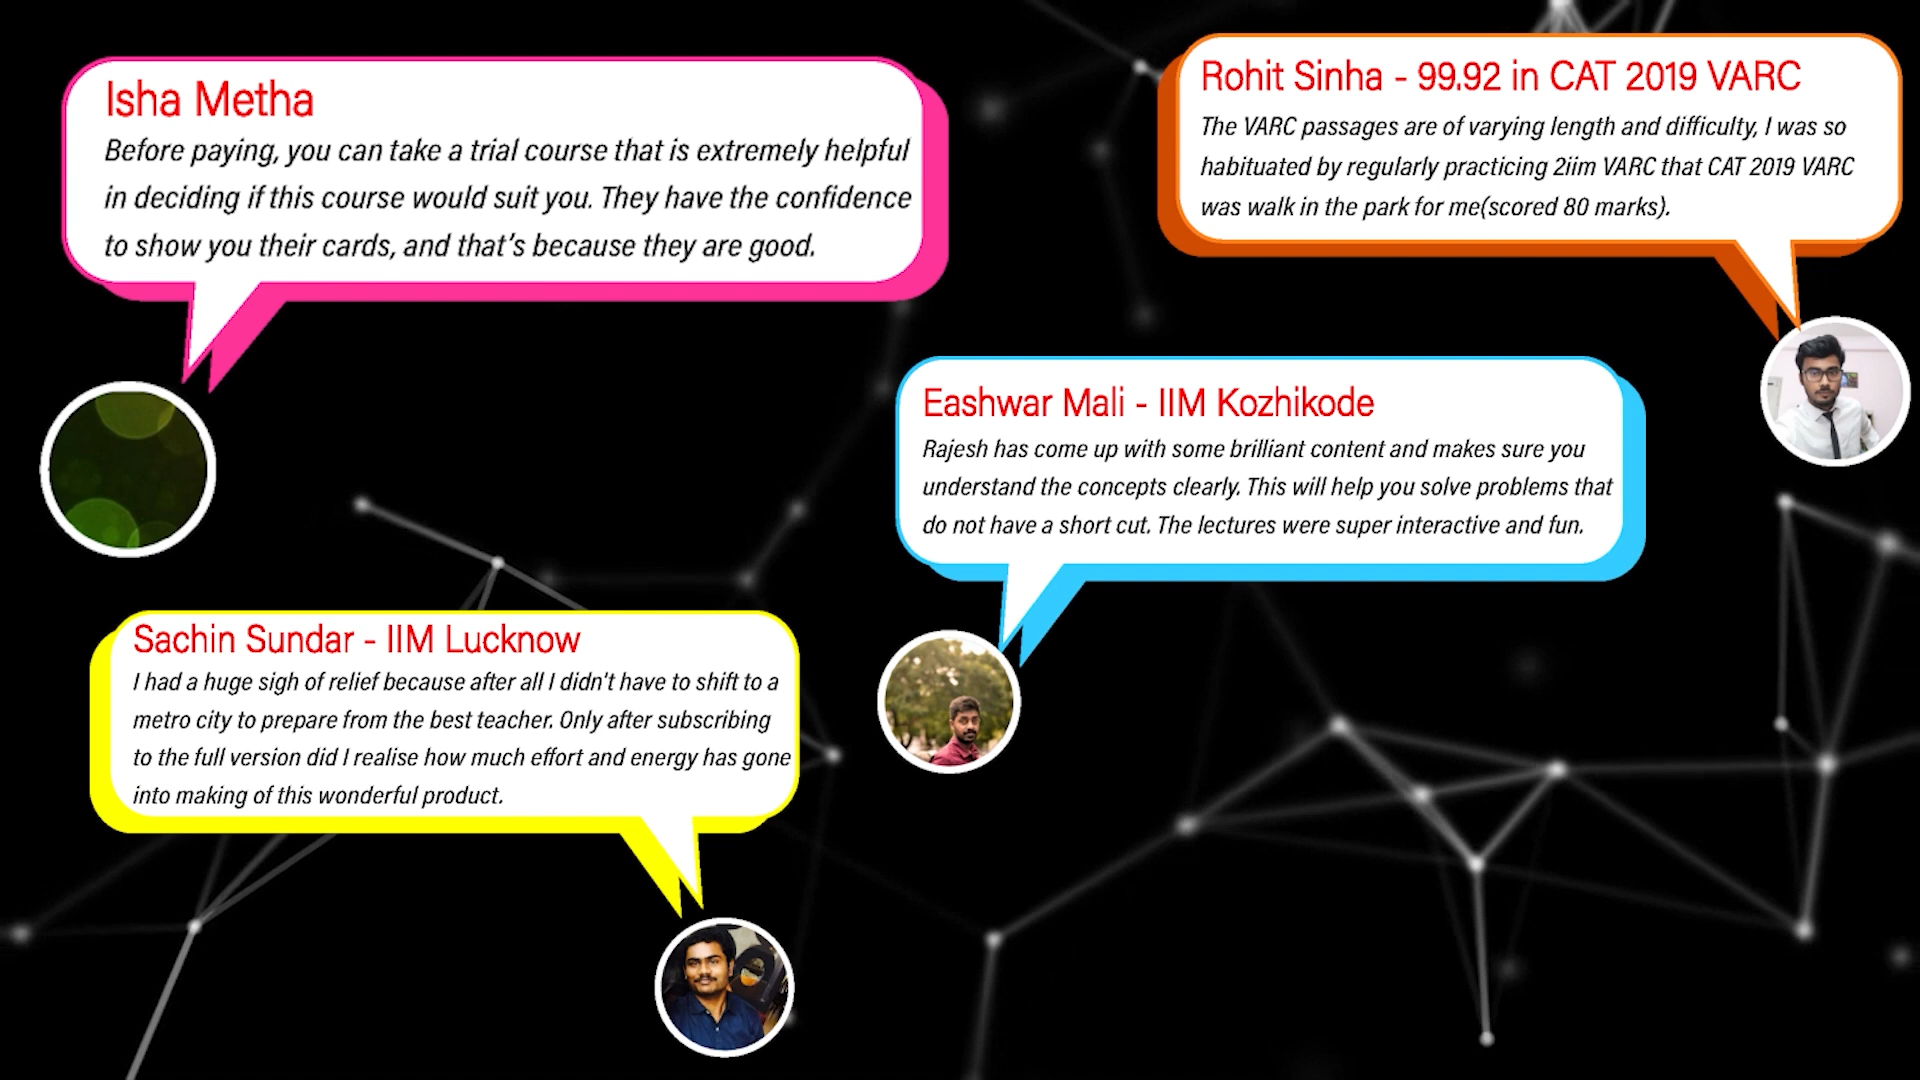 Isha Metha
Before paying, you can take a trial course that is extremely helpful
in deciding if this course would suit you. They have the confidence
to show you their cards, and that's because they are good.
Rohit Sinha - 99.92 in CAT 2019 VARC
The VARC passages are of varying length and difficulty, I was so
habituated by regularly practicing 2iim VARC that CAT 2019 VARC
was walk in the park for me(scored 80 marks).
Eashwar Mali - IIM Kozhikode
Rajesh has come up with some brilliant content and makes sure you
understand the concepts clearly. This will help you solve problems that
do not have a short cut. The lectures were super interactive and fun.
Sachin Sundar - IIM Lucknow
I had a huge sigh of relief because after all I didn't have to shift to a
metro city to prepare from the best teacher. Only after subscribing
to the full version did I realise how much effort and energy has gone
into making of this wonderful product.